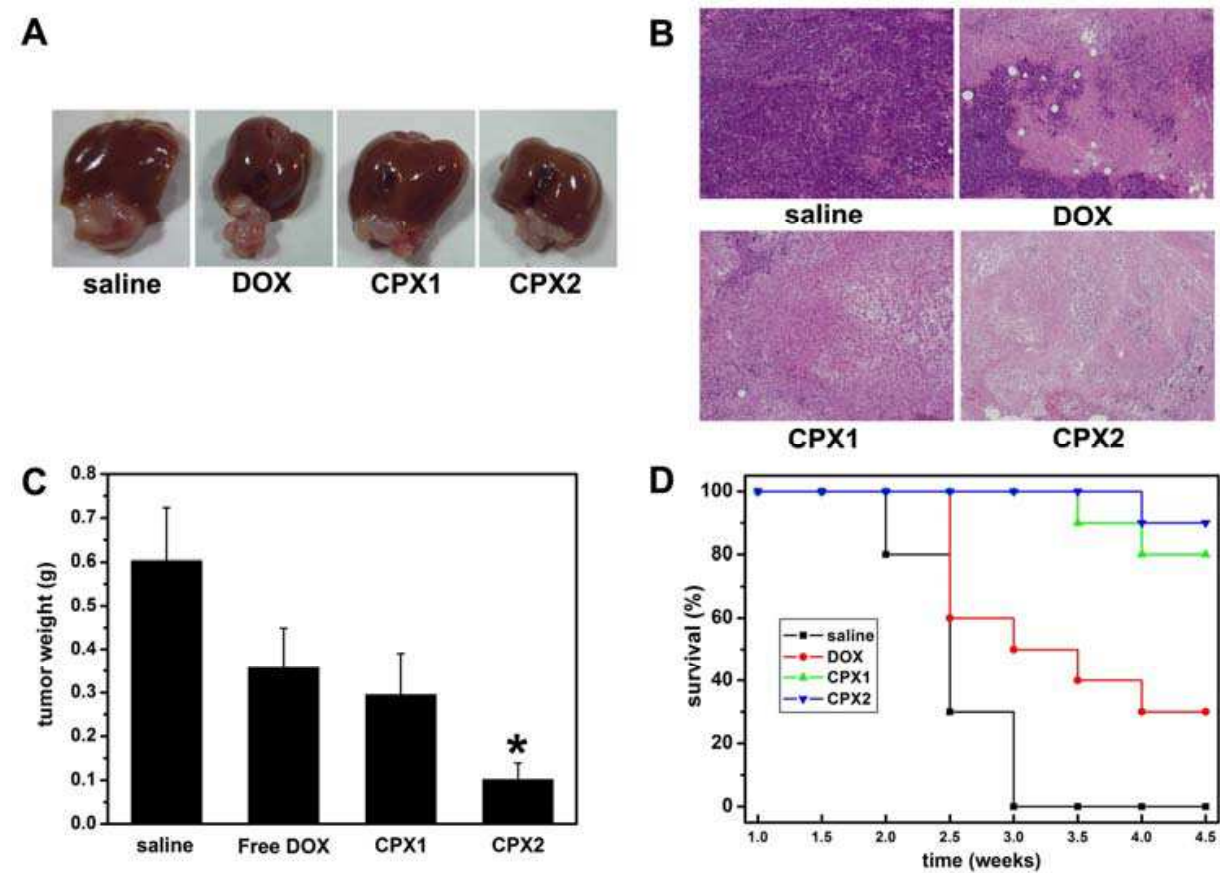 A
saline DOX CPX1 CPX2
B
saline DOX
CPX1 CPX2
C
tumor weight (g)
0.8
0.7
0.6
0.5
0.4
0.3
0.2
0.1
0.0
*
saline Free DOX CPX1 CPX2
D
survival (%)
100
80
60
40
20
0
saline
DOX
CPX1
CPX2
1.0 1.5 2.0 2.5 3.0 3.5 4.0 4.5
time (weeks)